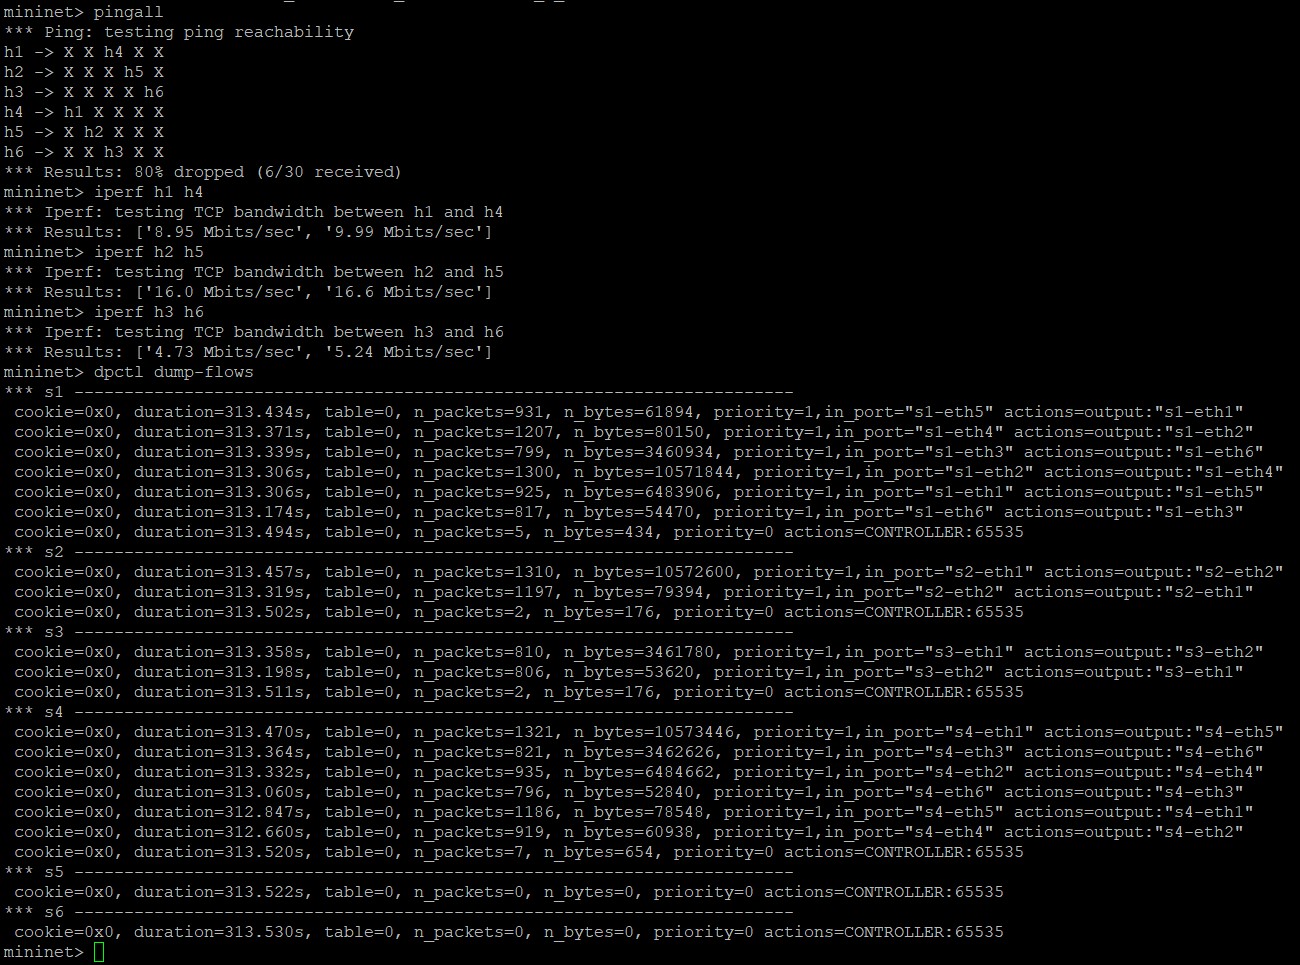 mininet> pingall
*** Ping: testing ping reachability
h1 -> X X h4 X X
h2 -> X X X h5 X
h3 -> X X X X h6
h4 -> h1 X X X X
h5 -> X h2 X X X
h6 -> X X h3 X X
*** Results: 80% dropped (6/30 received)
mininet> iperf h1 h4
*** Iperf: testing TCP bandwidth between h1 and h4
*** Results: ['8.95 Mbits/sec', '9.99 Mbits/sec']
mininet> iperf h2 h5
*** Iperf: testing TCP bandwidth between h2 and h5
*** Results: ['16.0 Mbits/sec', '16.6 Mbits/sec']
mininet> iperf h3 h6
*** Iperf: testing TCP bandwidth between h3 and h6
*** Results: ['4.73 Mbits/sec', '5.24 Mbits/sec']
mininet> dpctl dump-flows
*** s1 ------------------------------------------------------------------------
 cookie=0x0, duration=313.434s, table=0, n_packets=931, n_bytes=61894, priority=1,in_port="s1-eth5" actions=output:"s1-eth1"
 cookie=0x0, duration=313.371s, table=0, n_packets=1207, n_bytes=80150, priority=1,in_port="s1-eth4" actions=output:"s1-eth2"
 cookie=0x0, duration=313.339s, table=0, n_packets=799, n_bytes=3460934, priority=1,in_port="s1-eth3" actions=output:"s1-eth6"
 cookie=0x0, duration=313.306s, table=0, n_packets=1300, n_bytes=10571844, priority=1,in_port="s1-eth2" actions=output:"s1-eth4"
 cookie=0x0, duration=313.306s, table=0, n_packets=925, n_bytes=6483906, priority=1,in_port="s1-eth1" actions=output:"s1-eth5"
 cookie=0x0, duration=313.174s, table=0, n_packets=817, n_bytes=54470, priority=1,in_port="s1-eth6" actions=output:"s1-eth3"
 cookie=0x0, duration=313.494s, table=0, n_packets=5, n_bytes=434, priority=0 actions=CONTROLLER:65535
*** s2 ------------------------------------------------------------------------
 cookie=0x0, duration=313.457s, table=0, n_packets=1310, n_bytes=10572600, priority=1,in_port="s2-eth1" actions=output:"s2-eth2"
 cookie=0x0, duration=313.319s, table=0, n_packets=1197, n_bytes=79394, priority=1,in_port="s2-eth2" actions=output:"s2-eth1"
 cookie=0x0, duration=313.502s, table=0, n_packets=2, n_bytes=176, priority=0 actions=CONTROLLER:65535
*** s3 ------------------------------------------------------------------------
 cookie=0x0, duration=313.358s, table=0, n_packets=810, n_bytes=3461780, priority=1,in_port="s3-eth1" actions=output:"s3-eth2"
 cookie=0x0, duration=313.198s, table=0, n_packets=806, n_bytes=53620, priority=1,in_port="s3-eth2" actions=output:"s3-eth1"
 cookie=0x0, duration=313.511s, table=0, n_packets=2, n_bytes=176, priority=0 actions=CONTROLLER:65535
*** s4 ------------------------------------------------------------------------
 cookie=0x0, duration=313.470s, table=0, n_packets=1321, n_bytes=10573446, priority=1,in_port="s4-eth1" actions=output:"s4-eth5"
 cookie=0x0, duration=313.364s, table=0, n_packets=821, n_bytes=3462626, priority=1,in_port="s4-eth3" actions=output:"s4-eth6"
 cookie=0x0, duration=313.332s, table=0, n_packets=935, n_bytes=6484662, priority=1,in_port="s4-eth2" actions=output:"s4-eth4"
 cookie=0x0, duration=313.060s, table=0, n_packets=796, n_bytes=52840, priority=1,in_port="s4-eth6" actions=output:"s4-eth3"
 cookie=0x0, duration=312.847s, table=0, n_packets=1186, n_bytes=78548, priority=1,in_port="s4-eth5" actions=output:"s4-eth1"
 cookie=0x0, duration=312.660s, table=0, n_packets=919, n_bytes=60938, priority=1,in_port="s4-eth4" actions=output:"s4-eth2"
 cookie=0x0, duration=313.520s, table=0, n_packets=7, n_bytes=654, priority=0 actions=CONTROLLER:65535
*** s5 ------------------------------------------------------------------------
 cookie=0x0, duration=313.522s, table=0, n_packets=0, n_bytes=0, priority=0 actions=CONTROLLER:65535
*** s6 ------------------------------------------------------------------------
 cookie=0x0, duration=313.530s, table=0, n_packets=0, n_bytes=0, priority=0 actions=CONTROLLER:65535
mininet>